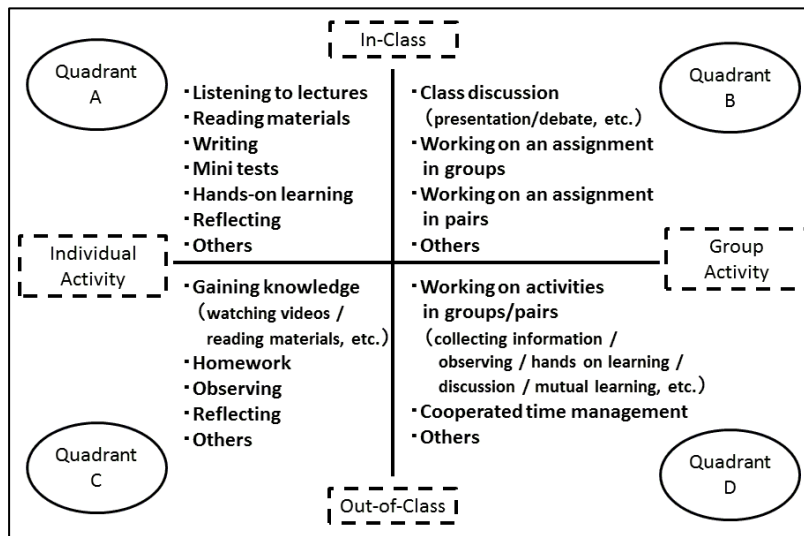 In-Class
Quadrant
A
・Listening to lectures
・Reading materials
・Writing
・Mini tests
・Hands-on learning
・Reflecting
・Others
・Class discussion
（presentation/debate, etc.）
・Working on an assignment
in groups
・Working on an assignment
in pairs
・Others
Quadrant
B
Individual
Activity
Group
Activity
・Gaining knowledge
（watching videos /
reading materials, etc.）
・Homework
・Observing
・Reflecting
・Others
Quadrant
C
・Working on activities
in groups/pairs
（collecting information /
observing / hands on learning /
discussion / mutual learning, etc.）
・Cooperated time management
・Others
Quadrant
D
Out-of-Class